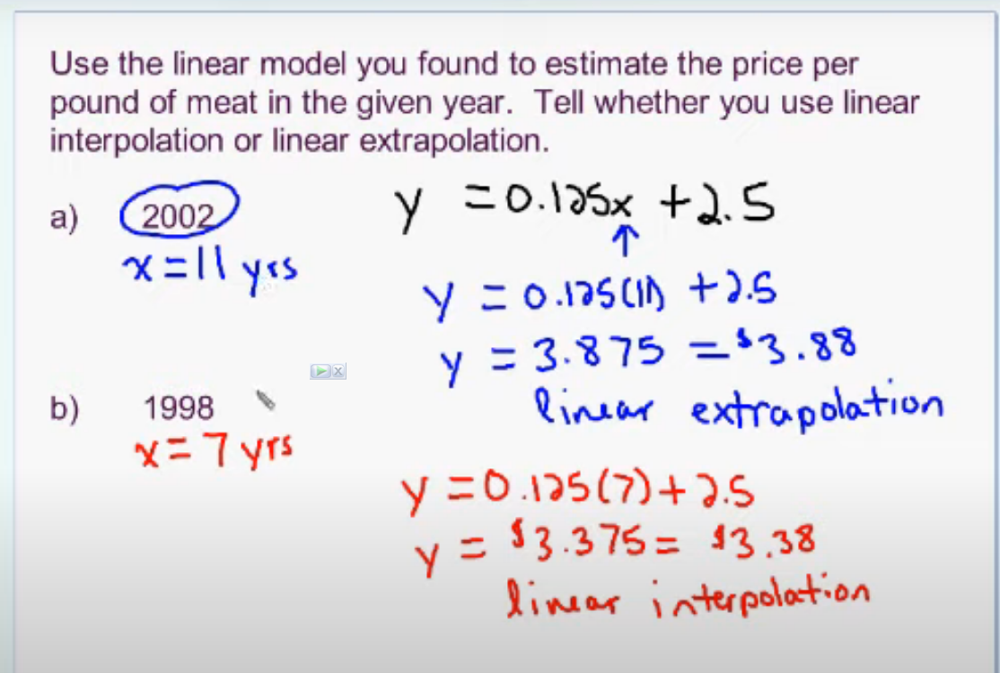 Use the linear model you found to estimate the price per
pound of meat in the given year. Tell whether you use linear
interpolation or linear extrapolation.
a) 2002
x = 11 yrs
y = 0.125x + 2.5
y = 0.125(11) + 2.5
y = 3.875 = $3.88
linear extrapolation
b) 1998
x = 7 yrs
y = 0.125(7) + 2.5
y = $3.375 = $3.38
linear interpolation